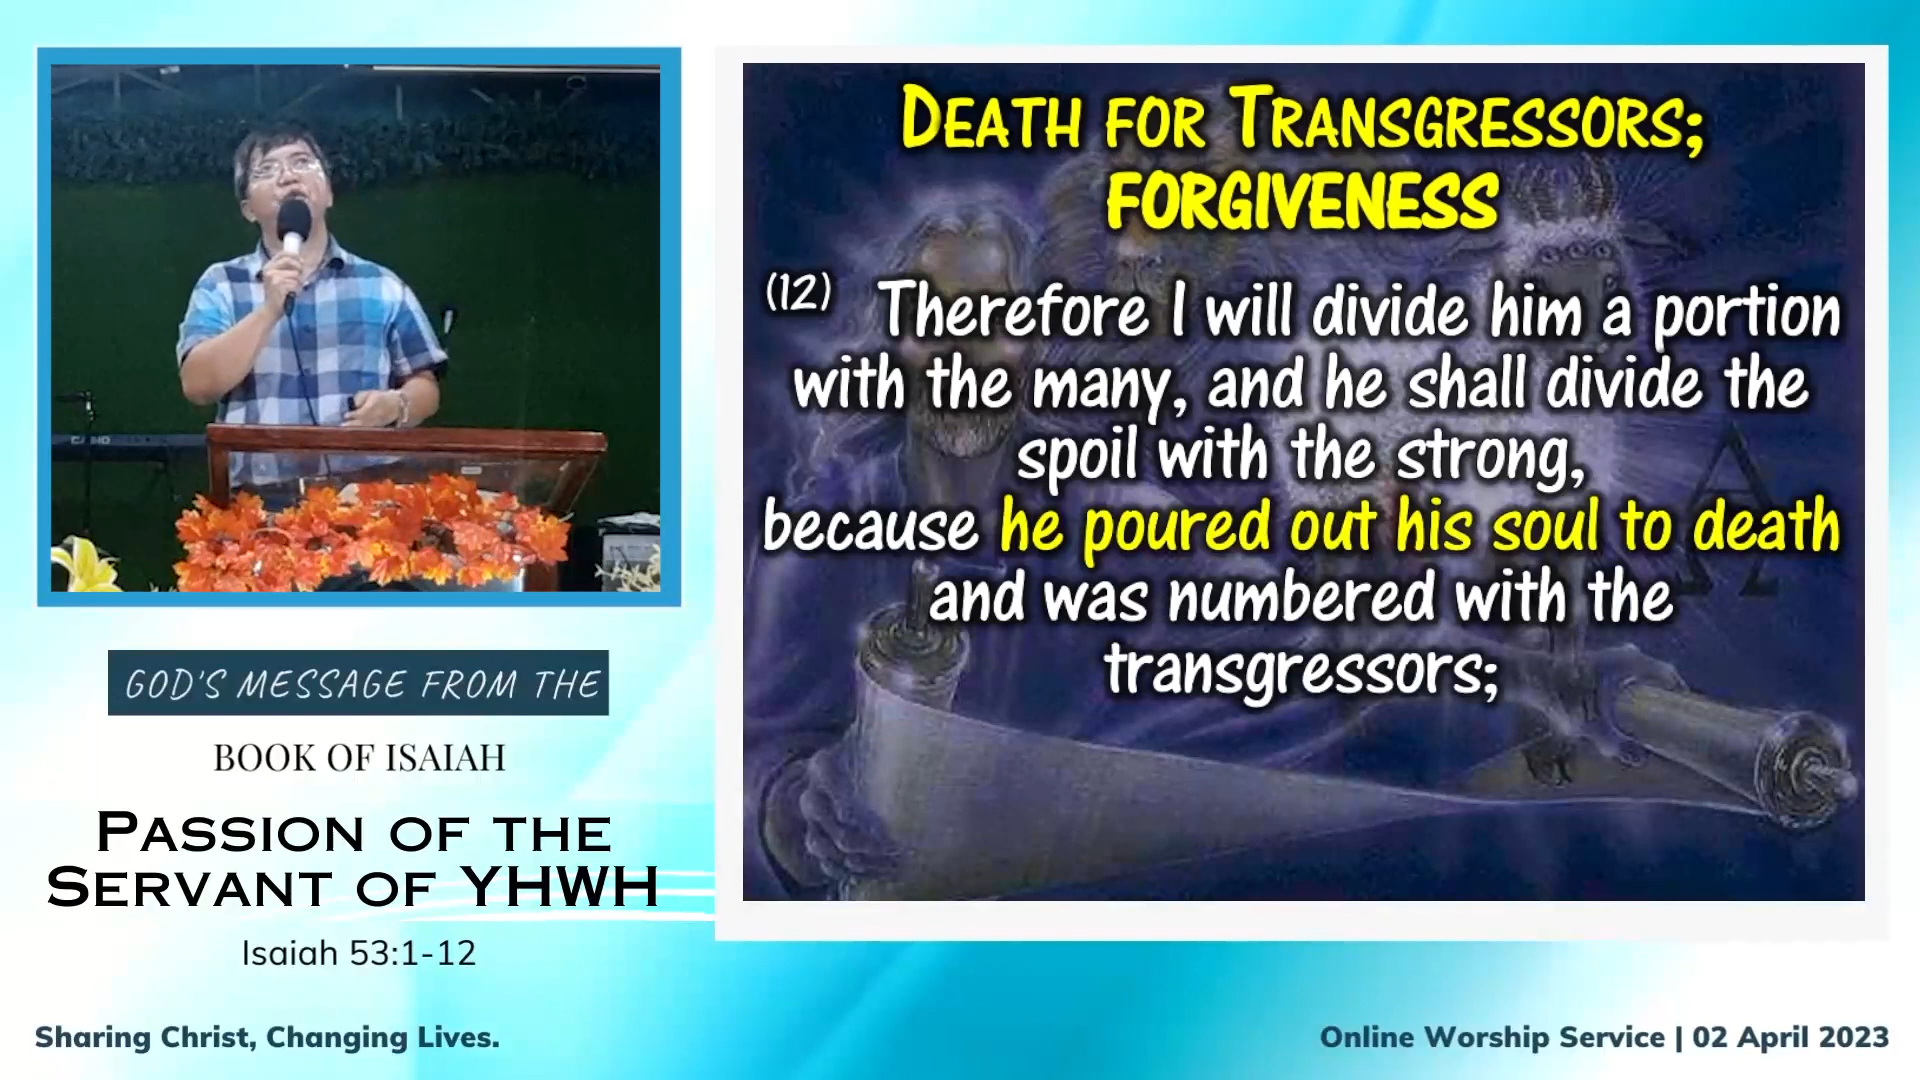 GOD'S MESSAGE FROM THE
BOOK OF ISAIAH
PASSION OF THE
SERVANT OF YHWH
Isaiah 53:1-12
Sharing Christ, Changing Lives.
DEATH FOR TRANSGRESSORS;
FORGIVENESS
(12) Therefore I will divide him a portion
with the many, and he shall divide the
spoil with the strong,
because he poured out his soul to death
and was numbered with the
transgressors;
Online Worship Service | 02 April 2023
CASIO